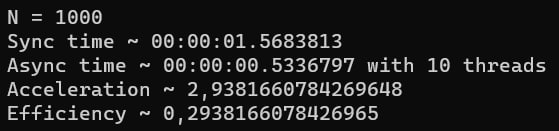 N = 1000
Sync time ~ 00:00:01.5683813
Async time ~ 00:00:00.5336797 with 10 threads
Acceleration ~ 2,9381660784269648
Efficiency ~ 0,2938166078426965